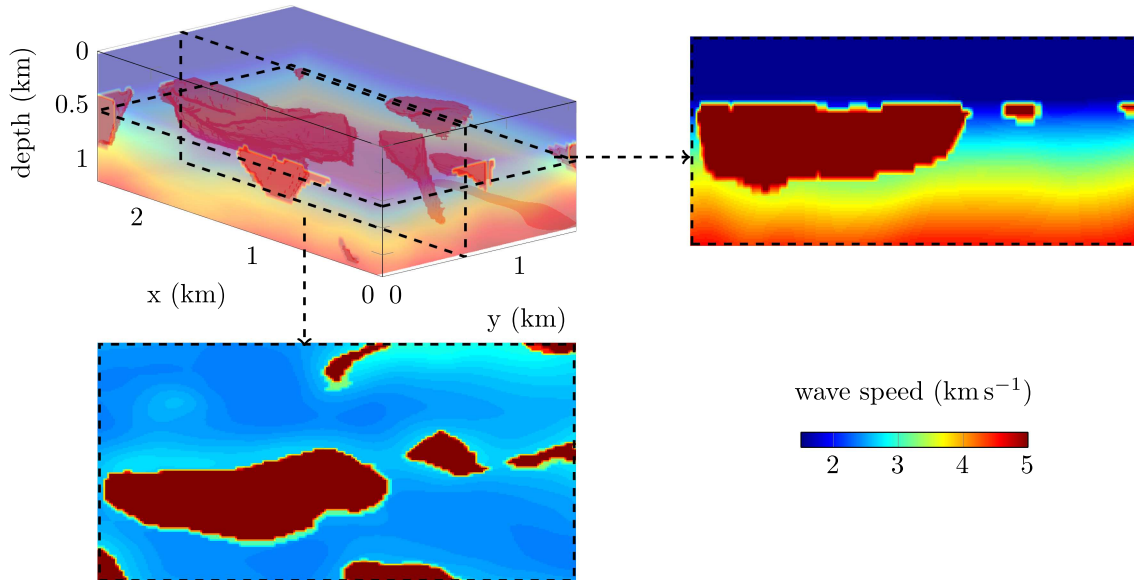 0
0.5
1
depth (km)
2
1
0 0
1
x (km)
y (km)
wave speed (km s⁻¹)
2 3 4 5